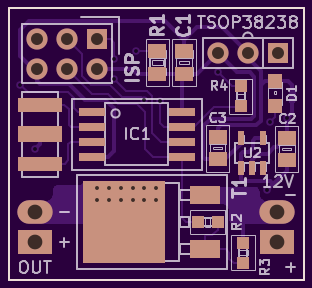 TSOP38238
R1
C1
ISP
R4
D1
IC1
C3
C2
U2
T1
12V
−
−
+
R2
R3
+
OUT